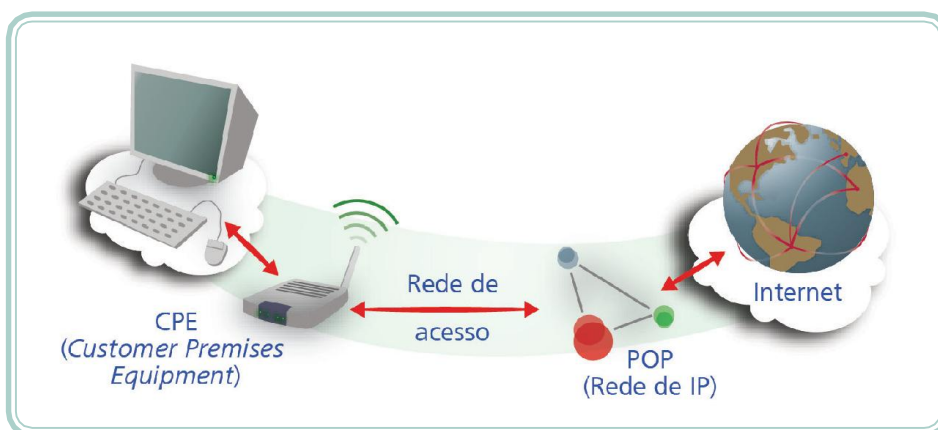 CPE
(Customer Premises
Equipment)
Rede de
acesso
POP
(Rede de IP)
Internet